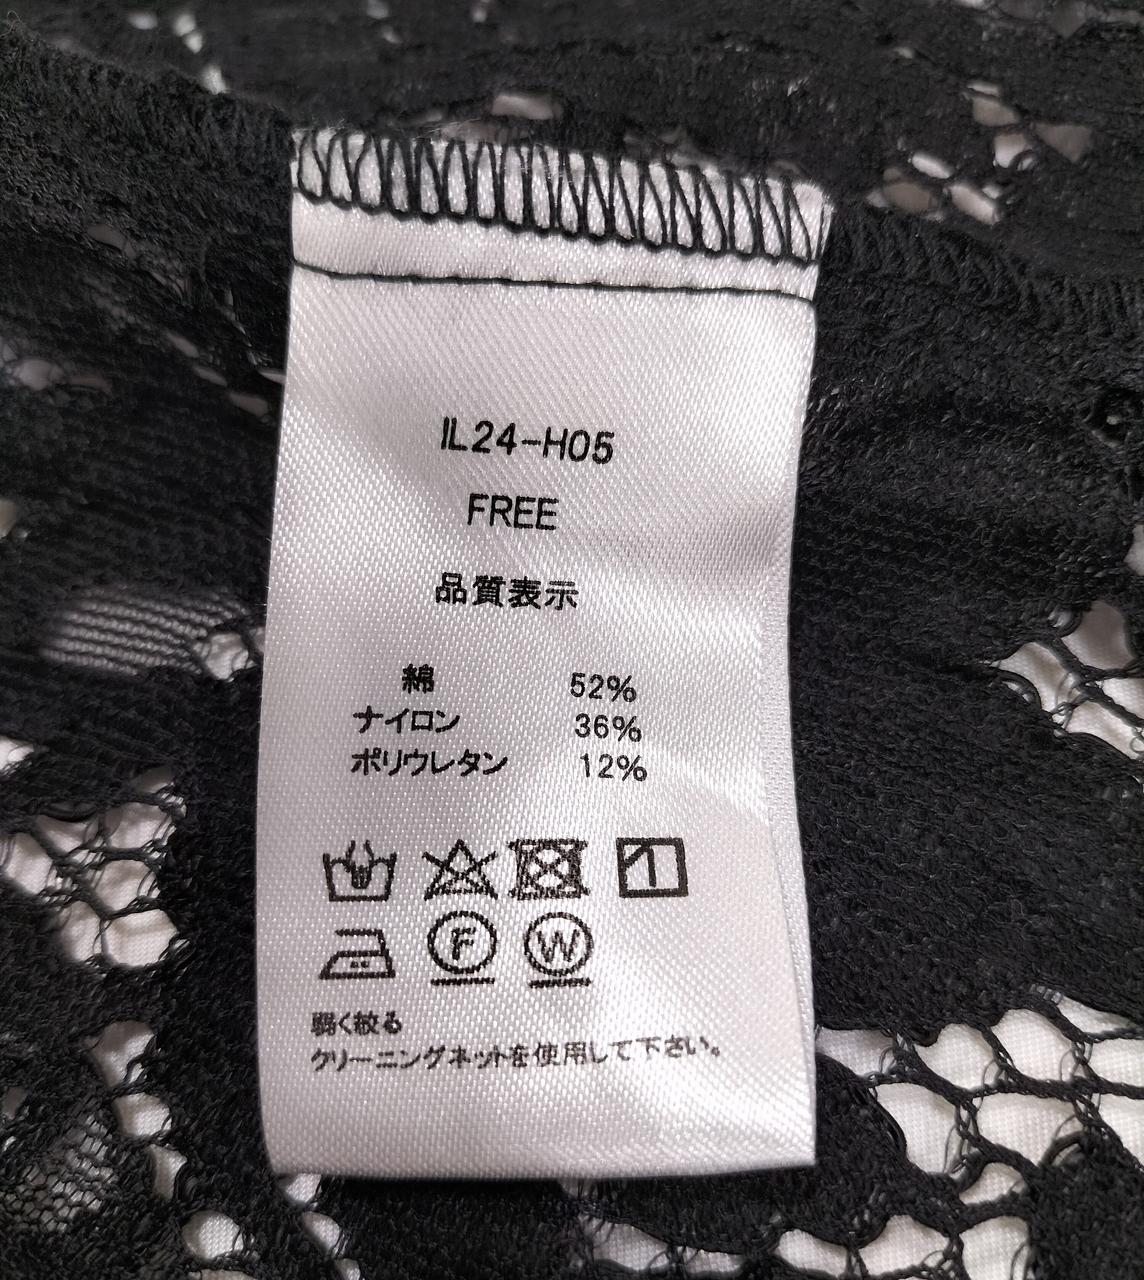 IL24-H05
FREE
品質表示
綿 52%
ナイロン 36%
ポリウレタン 12%
1
F W
弱く絞る
クリーニングネットを使用して下さい。